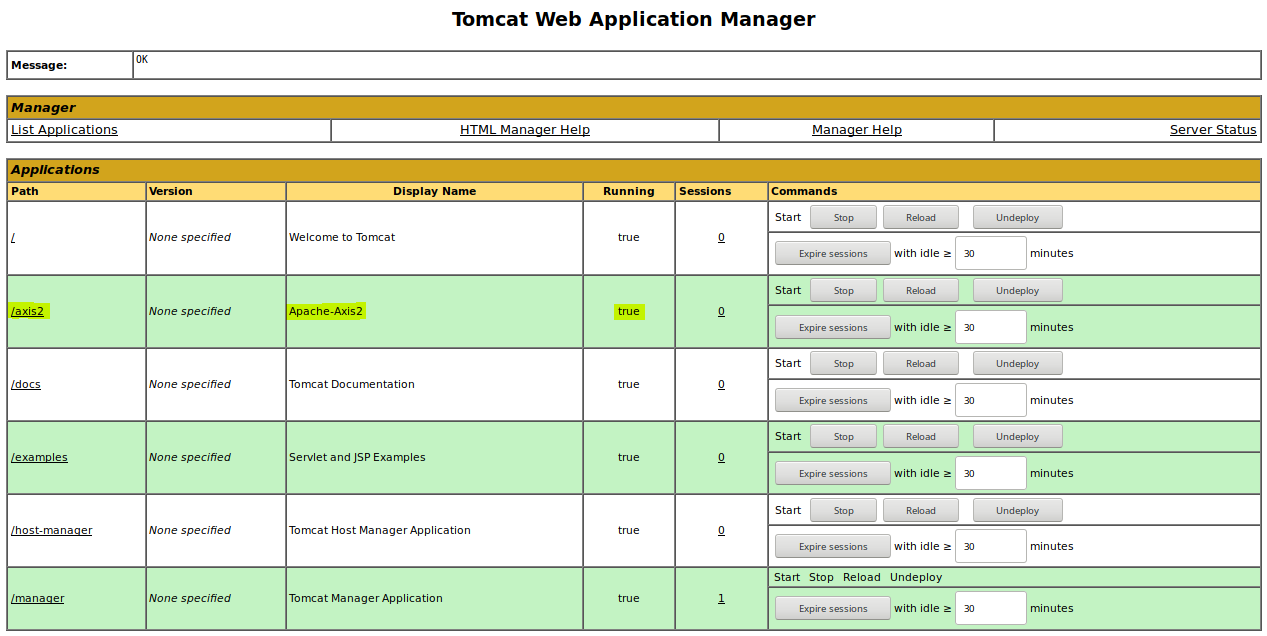 Tomcat Web Application Manager
Message: OK
Manager
List Applications HTML Manager Help Manager Help Server Status
Applications
Path Version Display Name Running Sessions Commands
Start Stop Reload Undeploy
/ None specified Welcome to Tomcat true 0
Expire sessions with idle ≥ 30 minutes
Start Stop Reload Undeploy
/axis2 None specified Apache-Axis2 true 0
Expire sessions with idle ≥ 30 minutes
Start Stop Reload Undeploy
/docs None specified Tomcat Documentation true 0
Expire sessions with idle ≥ 30 minutes
Start Stop Reload Undeploy
/examples None specified Servlet and JSP Examples true 0
Expire sessions with idle ≥ 30 minutes
Start Stop Reload Undeploy
/host-manager None specified Tomcat Host Manager Application true 0
Expire sessions with idle ≥ 30 minutes
Start Stop Reload Undeploy
/manager None specified Tomcat Manager Application true 1
Expire sessions with idle ≥ 30 minutes